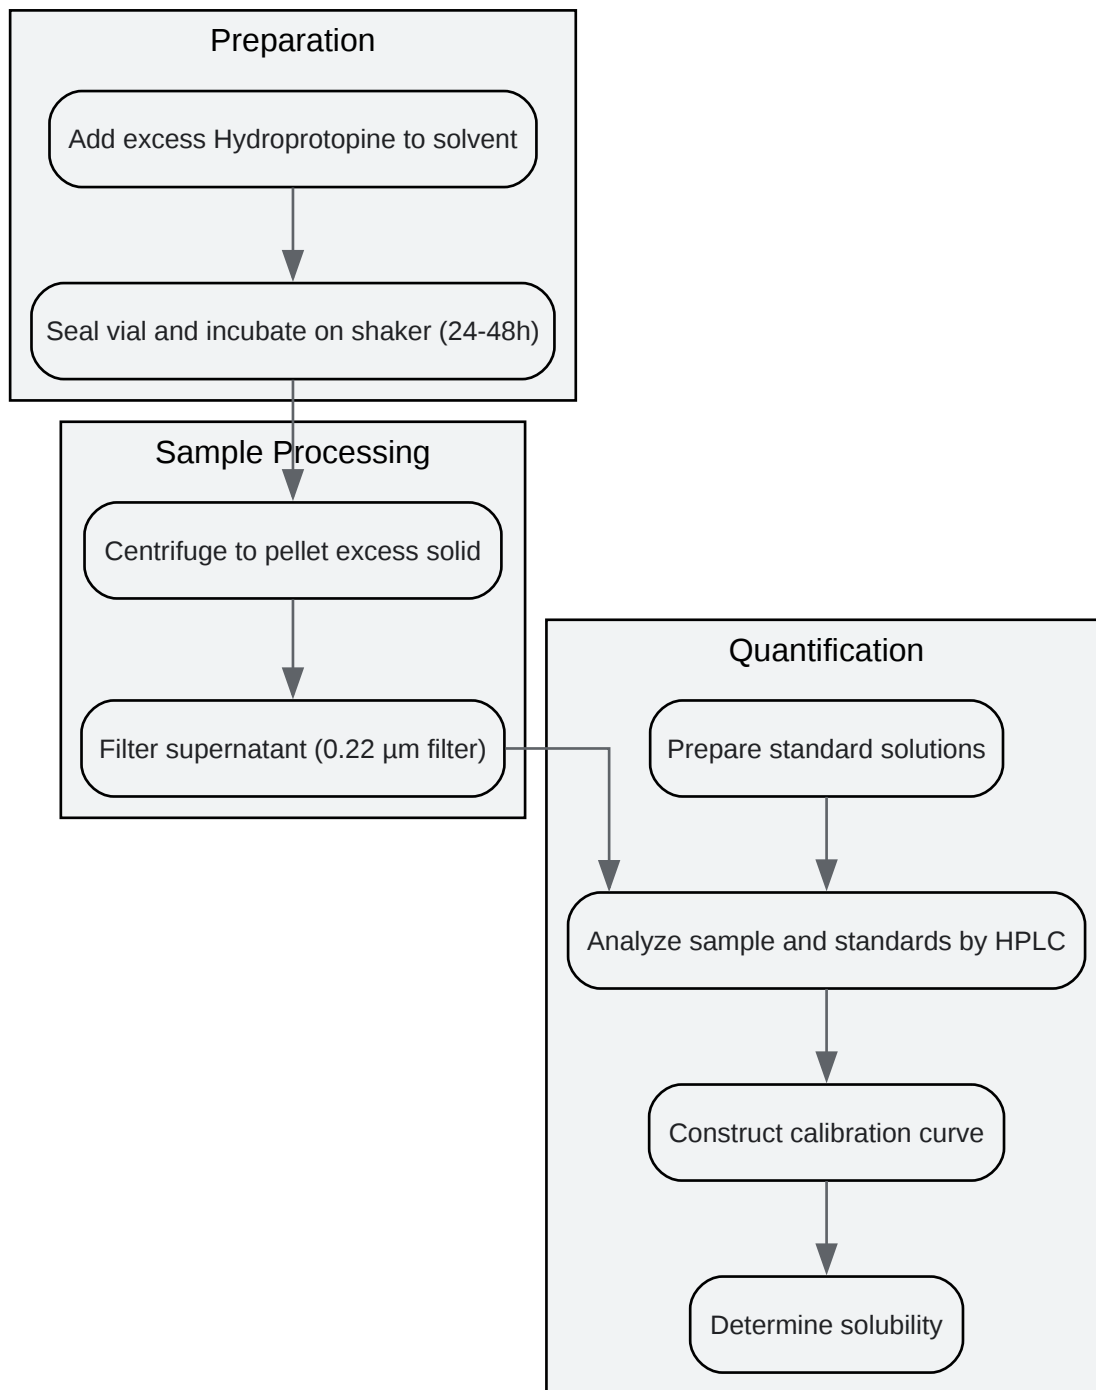 Preparation
Add excess Hydroprotopine to solvent
Seal vial and incubate on shaker (24-48h)
Sample Processing
Centrifuge to pellet excess solid
Filter supernatant (0.22 µm filter)
Quantification
Prepare standard solutions
Analyze sample and standards by HPLC
Construct calibration curve
Determine solubility